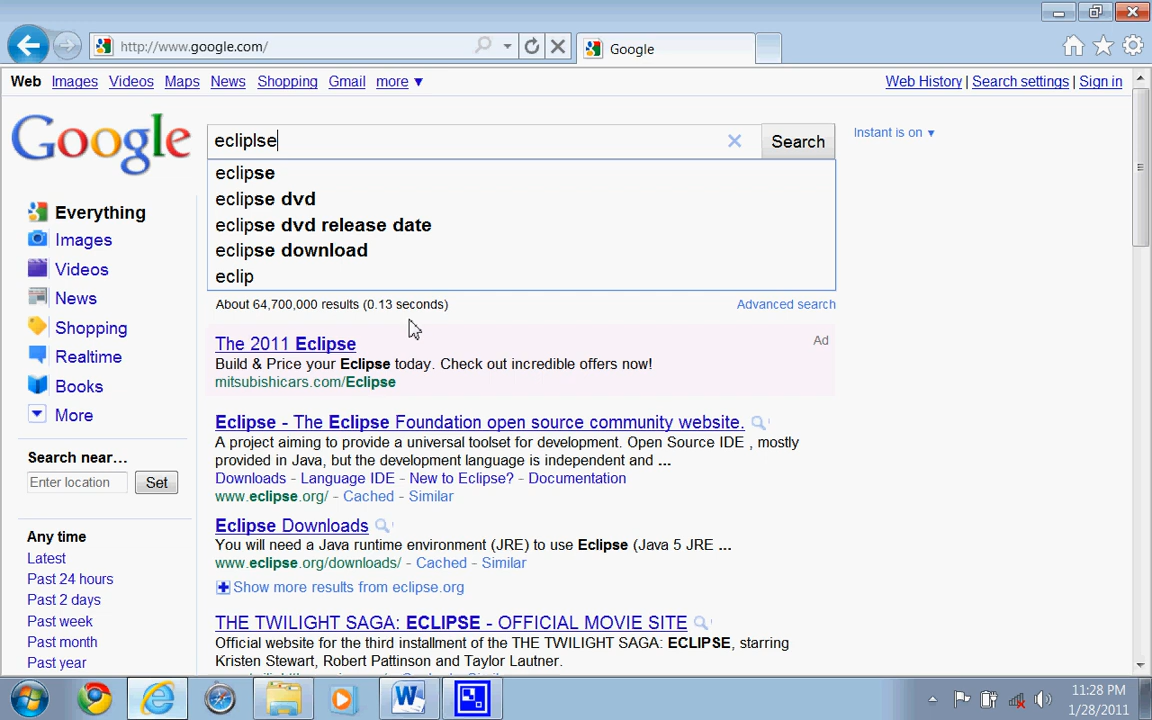 http://www.google.com/
Google
Web Images Videos Maps News Shopping Gmail more ▼
Web History | Search settings | Sign in
Google
ecliplse
Search
Instant is on ▼
eclipse
eclipse dvd
eclipse dvd release date
eclipse download
eclip
About 64,700,000 results (0.13 seconds)
Advanced search
Everything
Images
Videos
News
Shopping
Realtime
Books
More
Search near...
Enter location Set
Any time
Latest
Past 24 hours
Past 2 days
Past week
Past month
Past year
The 2011 Eclipse
Ad
Build & Price your Eclipse today. Check out incredible offers now!
mitsubishicars.com/Eclipse
Eclipse - The Eclipse Foundation open source community website.
A project aiming to provide a universal toolset for development. Open Source IDE , mostly
provided in Java, but the development language is independent and ...
Downloads - Language IDE - New to Eclipse? - Documentation
www.eclipse.org/ - Cached - Similar
Eclipse Downloads
You will need a Java runtime environment (JRE) to use Eclipse (Java 5 JRE ...
www.eclipse.org/downloads/ - Cached - Similar
Show more results from eclipse.org
THE TWILIGHT SAGA: ECLIPSE - OFFICIAL MOVIE SITE
Official website for the third installment of the THE TWILIGHT SAGA: ECLIPSE, starring
Kristen Stewart, Robert Pattinson and Taylor Lautner.
11:28 PM
1/28/2011